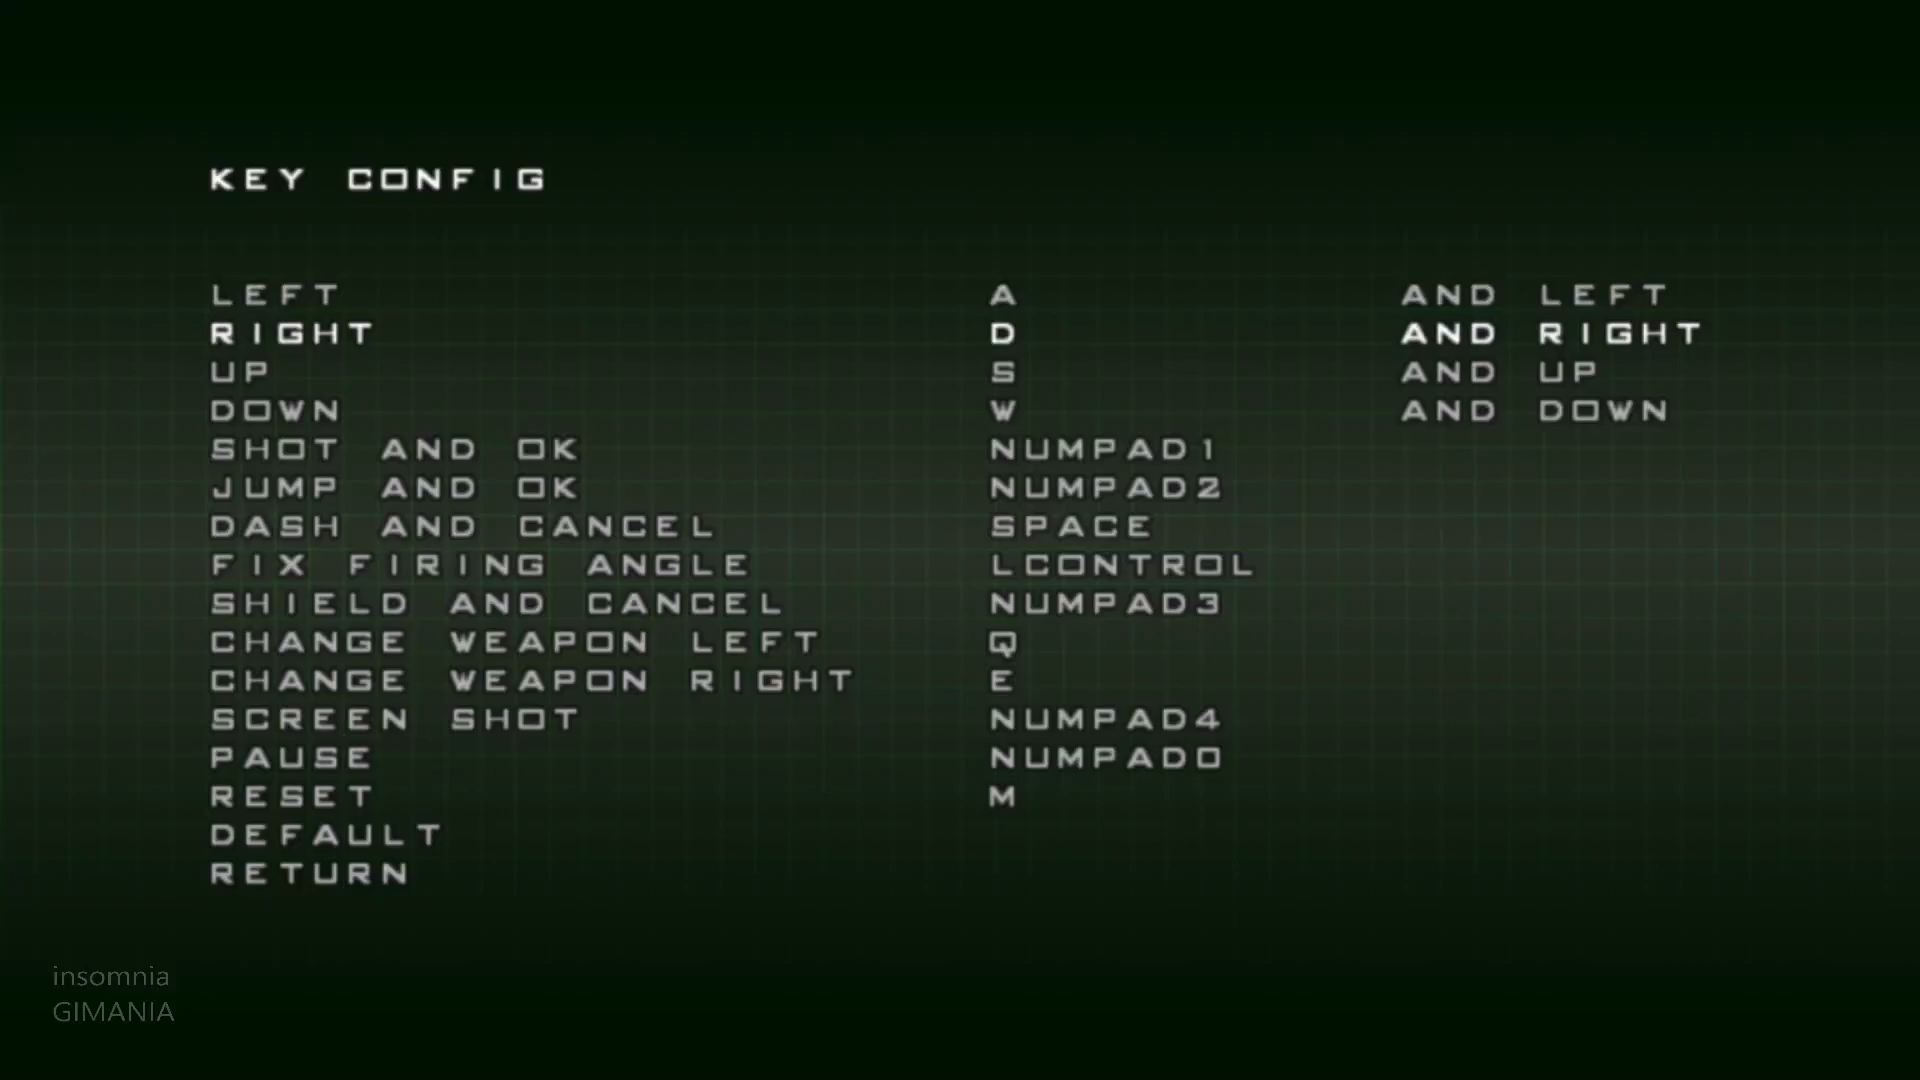 KEY CONFIG
LEFT A AND LEFT
RIGHT D AND RIGHT
UP S AND UP
DOWN W AND DOWN
SHOT AND OK NUMPAD1
JUMP AND OK NUMPAD2
DASH AND CANCEL SPACE
FIX FIRING ANGLE LCONTROL
SHIELD AND CANCEL NUMPAD3
CHANGE WEAPON LEFT Q
CHANGE WEAPON RIGHT E
SCREEN SHOT NUMPAD4
PAUSE NUMPAD0
RESET M
DEFAULT
RETURN
insomnia
GIMANIA